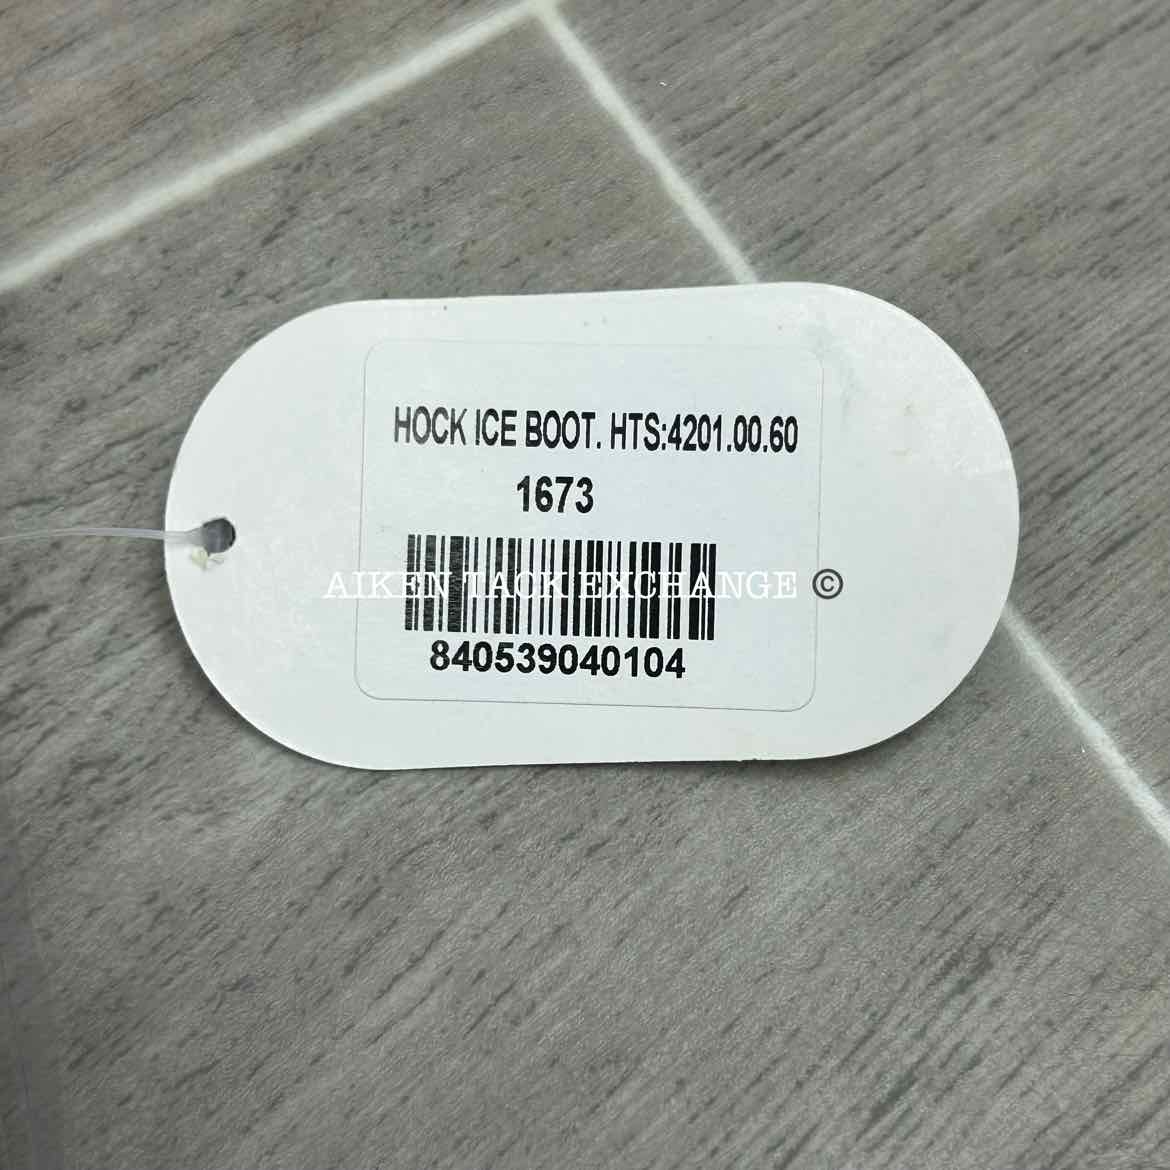 HOCK ICE BOOT. HTS:4201.00.60
1673
AIKEN TACK EXCHANGE ©
840539040104